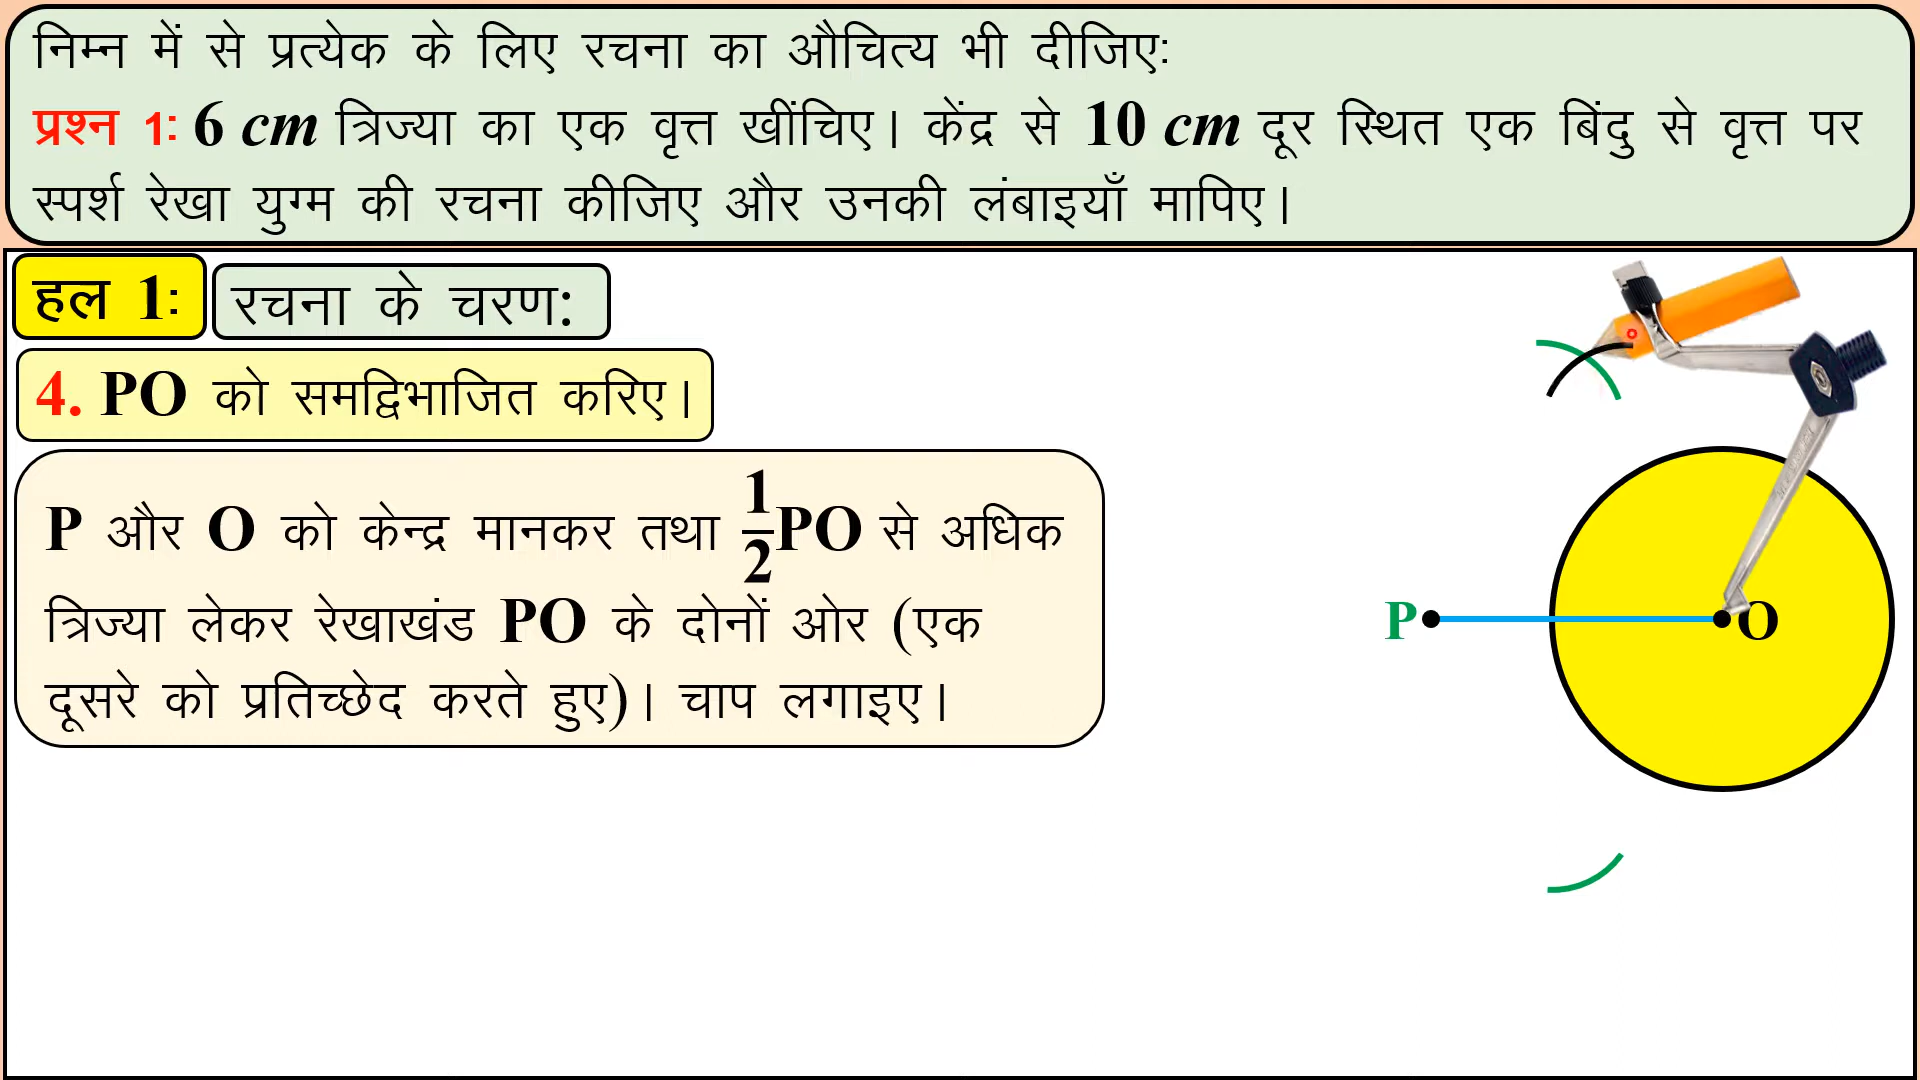 निम्न में से प्रत्येक के लिए रचना का औचित्य भी दीजिए:
प्रश्न 1: 6 cm त्रिज्या का एक वृत्त खींचिए। केंद्र से 10 cm दूर स्थित एक बिंदु से वृत्त पर
स्पर्श रेखा युग्म की रचना कीजिए और उनकी लंबाइयाँ मापिए।
हल 1:
रचना के चरण:
4. PO को समद्विभाजित करिए।
P और O को केन्द्र मानकर तथा 1/2 PO से अधिक
त्रिज्या लेकर रेखाखंड PO के दोनों ओर (एक
दूसरे को प्रतिच्छेद करते हुए)। चाप लगाइए।
P
O